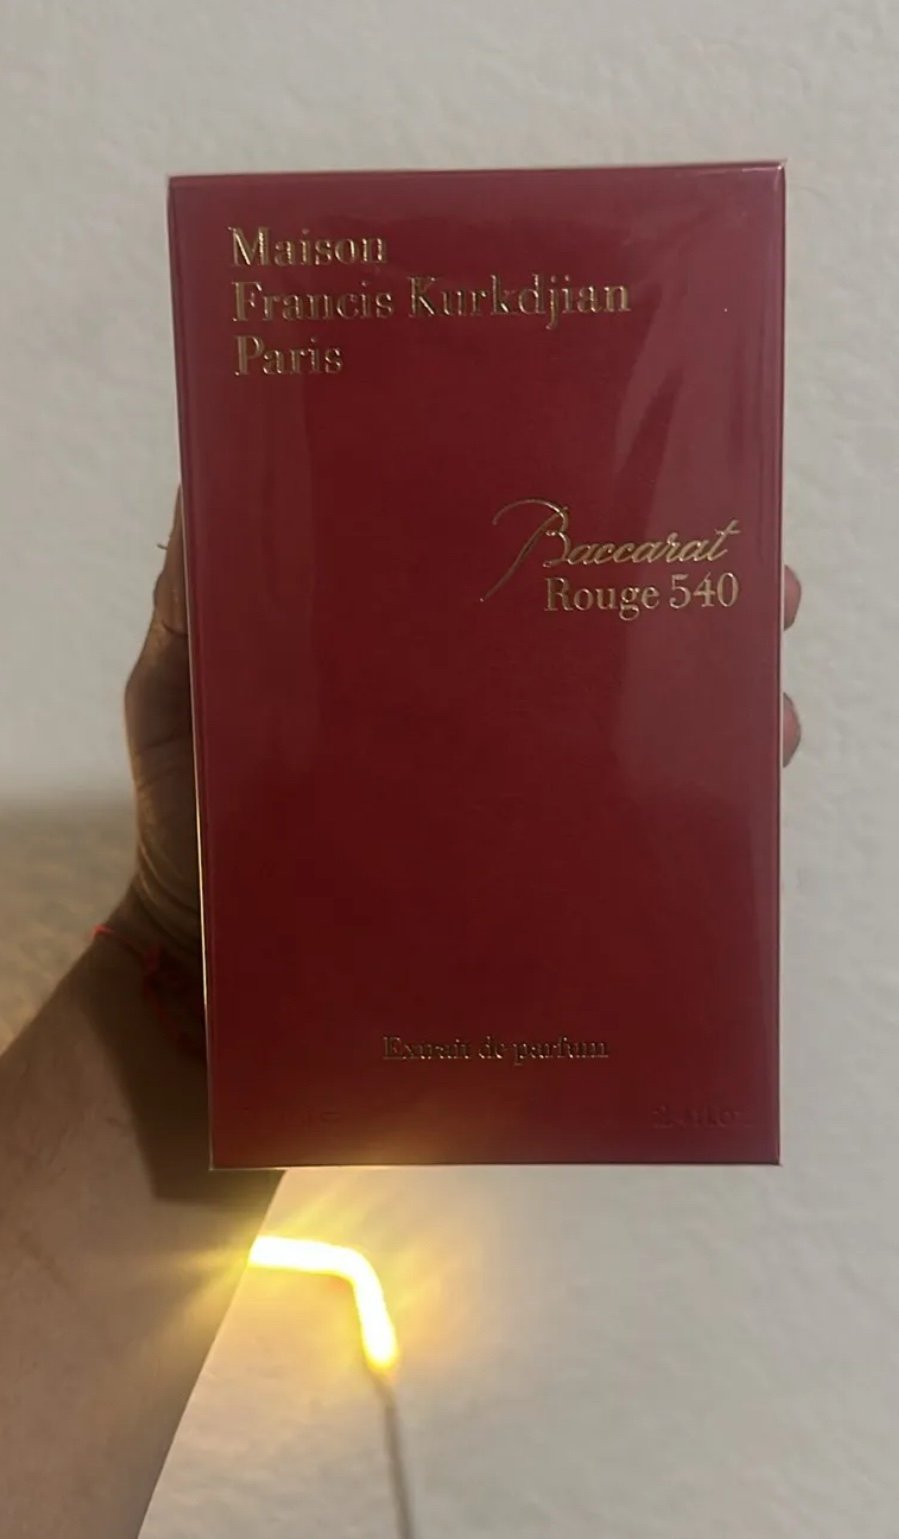 Maison
Francis Kurkdjian
Paris
Baccarat
Rouge 540
Extrait de parfum